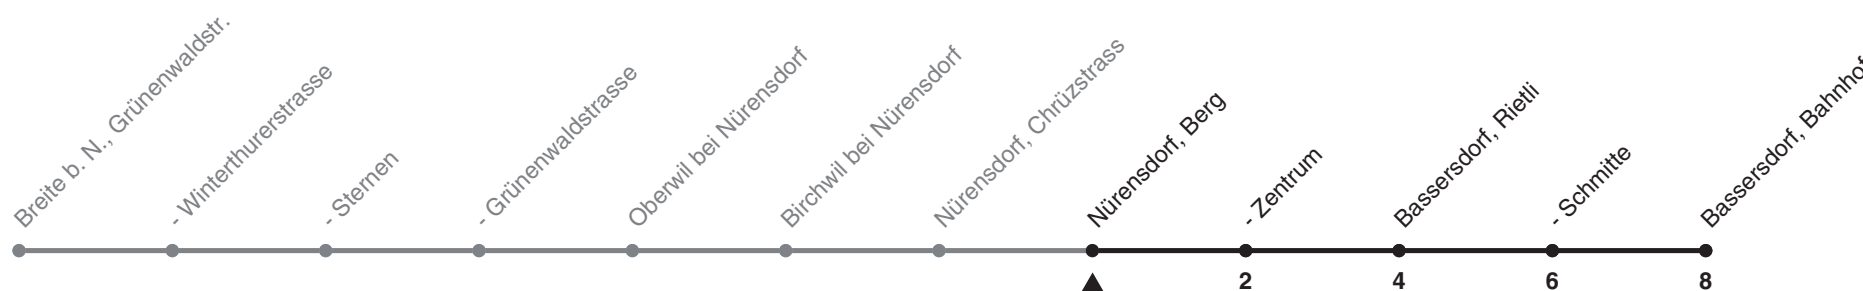 Breite b. N., Grünenwaldstr.
- Winterthurerstrasse
- Sternen
- Grünenwaldstrasse
Oberwil bei Nürensdorf
Birchwil bei Nürensdorf
Nürensdorf, Chrüzstrass
Nürensdorf, Berg
- Zentrum
Bassersdorf, Rietli
- Schmitte
Bassersdorf, Bahnhof
2 4 6 8